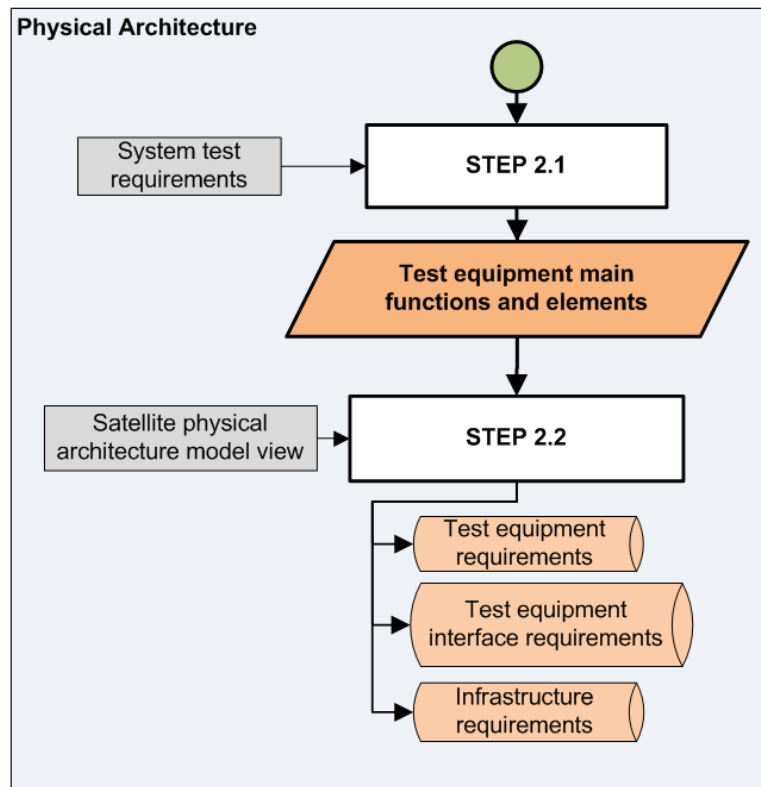 Physical Architecture
System test
requirements
STEP 2.1
Test equipment main
functions and elements
Satellite physical
architecture model view
STEP 2.2
Test equipment
requirements
Test equipment
interface requirements
Infrastructure
requirements